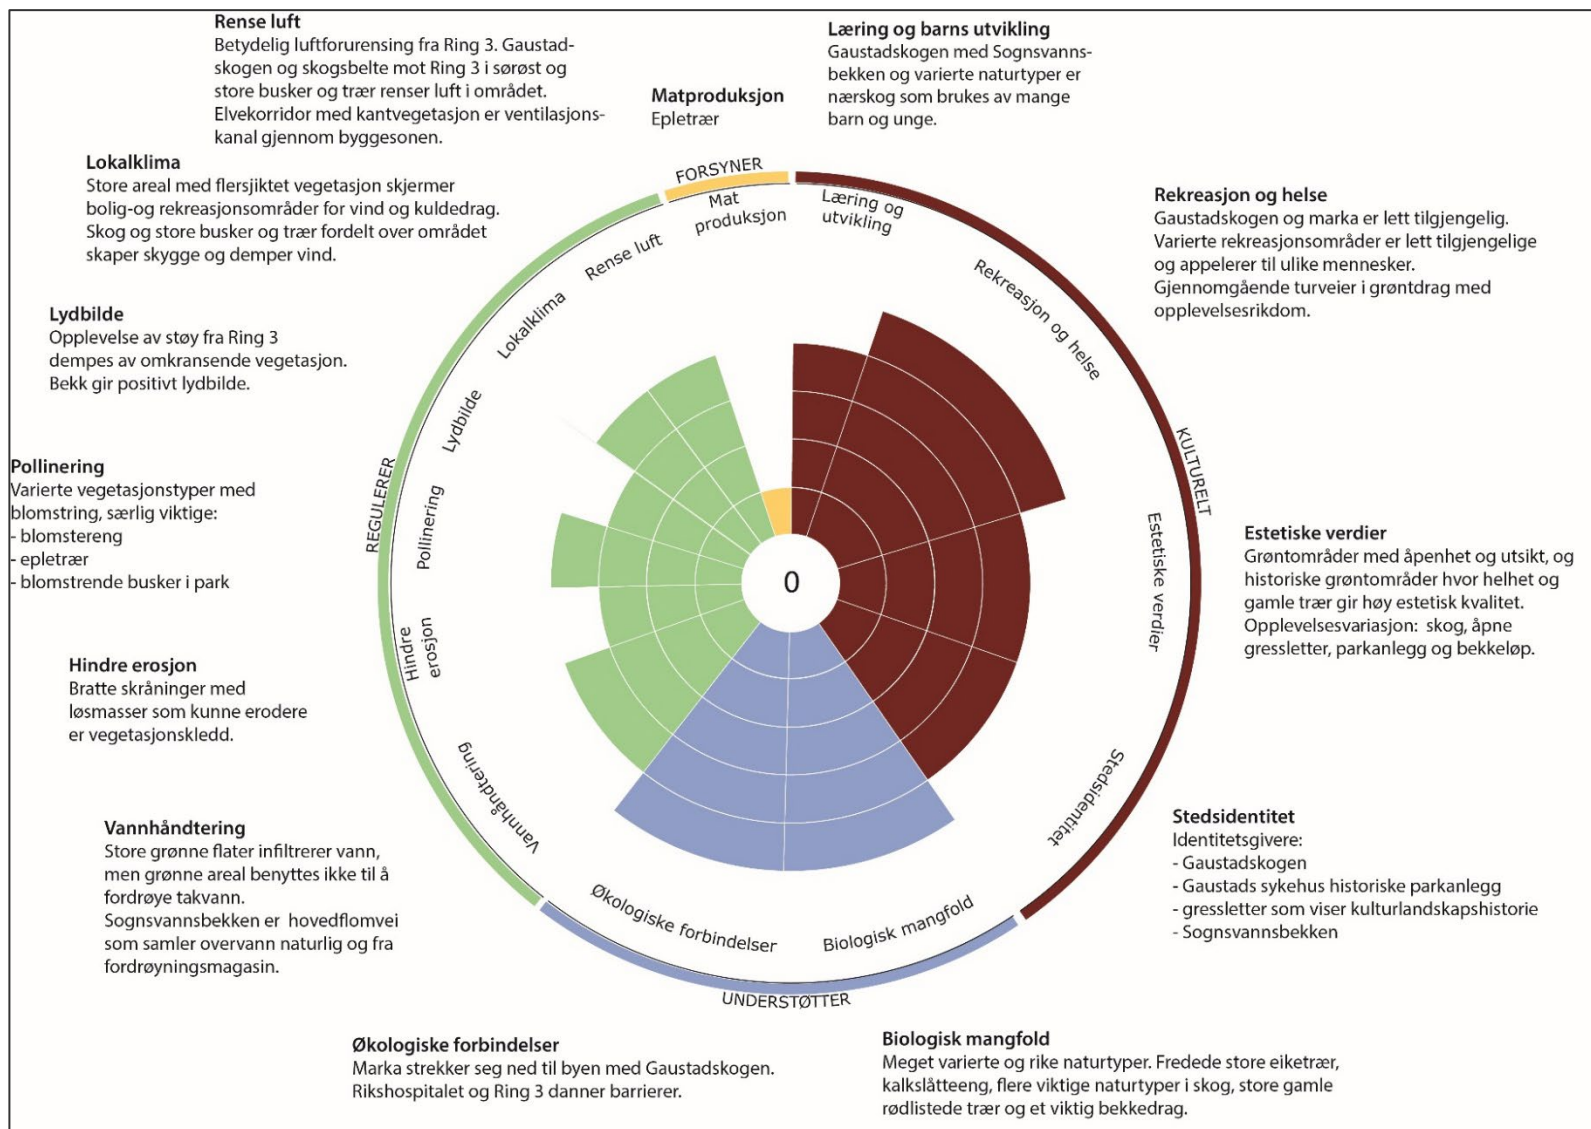 Rense luft
Betydelig luftforurensing fra Ring 3. Gaustad-
skogen og skogsbelte mot Ring 3 i sørøst og
store busker og trær renser luft i området.
Elvekorridor med kantvegetasjon er ventilasjons-
kanal gjennom byggesonen.
Matproduksjon
Epletrær
Læring og barns utvikling
Gaustadskogen med Sognsvanns-
bekken og varierte naturtyper er
nærskog som brukes av mange
barn og unge.
Lokalklima
Store areal med flersjiktet vegetasjon skjermer
bolig-og rekreasjonsområder for vind og kuldedrag.
Skog og store busker og trær fordelt over området
skaper skygge og demper vind.
Rekreasjon og helse
Gaustadskogen og marka er lett tilgjengelig.
Varierte rekreasjonsområder er lett tilgjengelige
og appelerer til ulike mennesker.
Gjennomgående turveier i grøntdrag med
opplevelsesrikdom.
Lydbilde
Opplevelse av støy fra Ring 3
dempes av omkransende vegetasjon.
Bekk gir positivt lydbilde.
Pollinering
Varierte vegetasjonstyper med
blomstring, særlig viktige:
- blomstereng
- epletrær
- blomstrende busker i park
Estetiske verdier
Grøntområder med åpenhet og utsikt, og
historiske grøntområder hvor helhet og
gamle trær gir høy estetisk kvalitet.
Opplevelsesvariasjon: skog, åpne
gressletter, parkanlegg og bekkeløp.
Hindre erosjon
Bratte skråninger med
løsmasser som kunne erodere
er vegetasjonskledd.
Vannhåndtering
Store grønne flater infiltrerer vann,
men grønne areal benyttes ikke til å
fordrøye takvann.
Sognsvannsbekken er hovedflomvei
som samler overvann naturlig og fra
fordrøyningsmagasin.
Stedsidentitet
Identitetsgivere:
- Gaustadskogen
- Gaustads sykehus historiske parkanlegg
- gressletter som viser kulturlandskapshistorie
- Sognsvannsbekken
Økologiske forbindelser
Marka strekker seg ned til byen med Gaustadskogen.
Rikshospitalet og Ring 3 danner barrierer.
Biologisk mangfold
Meget varierte og rike naturtyper. Fredede store eiketrær,
kalkslåtteeng, flere viktige naturtyper i skog, store gamle
rødlistede trær og et viktig bekkedrag.
FORSYNER
KULTURELT
UNDERSTØTTER
REGULERER
Mat
produksjon
Læring og
utvikling
Rekreasjon og helse
Estetiske verdier
Stedsidentitet
Biologisk mangfold
Økologiske forbindelser
Vannhåndtering
Hindre
erosjon
Pollinering
Lydbilde
Lokalklima
Rense luft
0